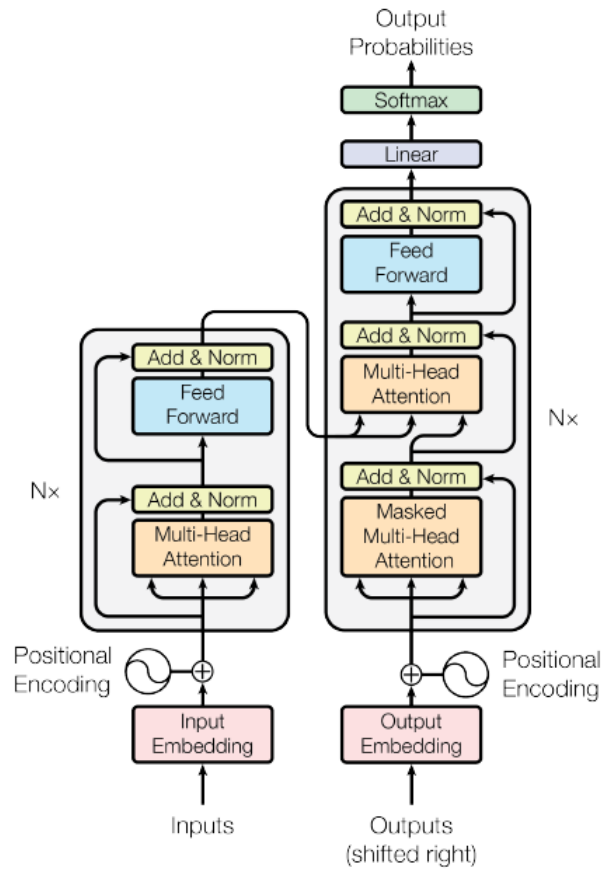 Output
Probabilities
Softmax
Linear
Add & Norm
Feed
Forward
Add & Norm
Multi-Head
Attention
Add & Norm
Masked
Multi-Head
Attention
Nx
Add & Norm
Feed
Forward
Add & Norm
Multi-Head
Attention
Nx
Positional
Encoding
Positional
Encoding
Input
Embedding
Output
Embedding
Inputs
Outputs
(shifted right)